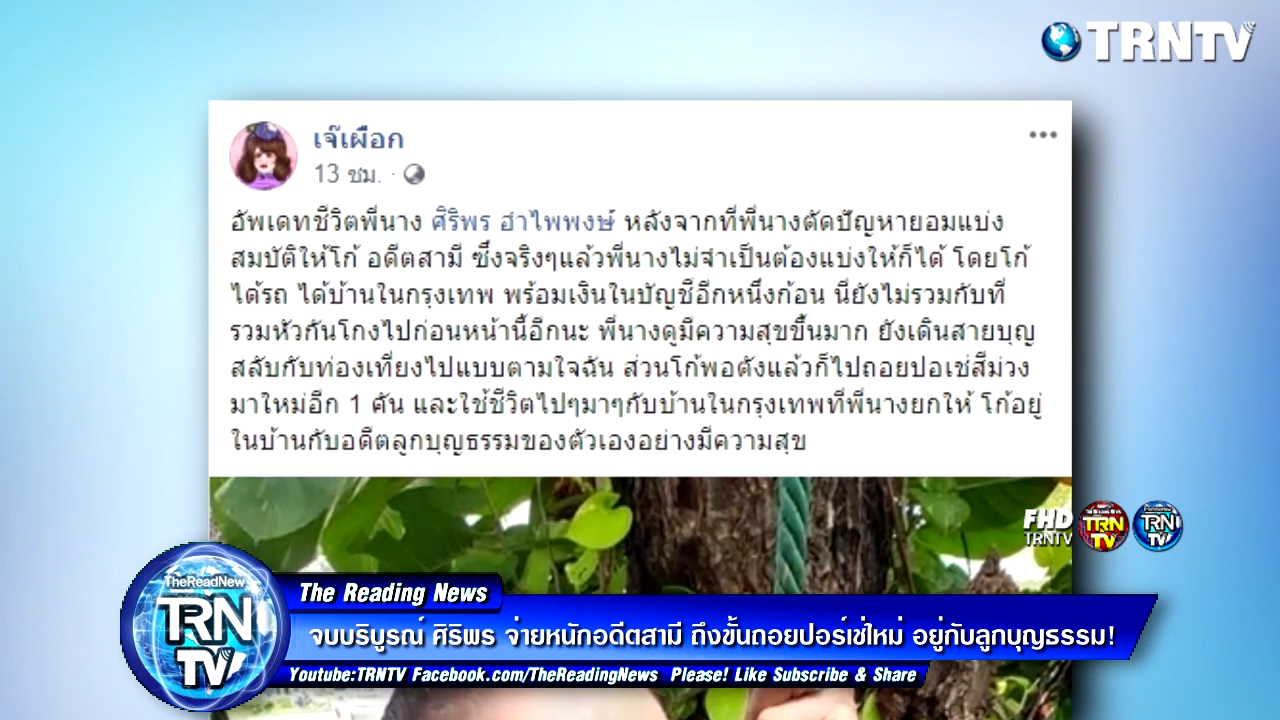 TRNTV
เจ๊เผือก
13 ชม. ·
อัพเดทชีวิตพี่นาง ศิริพร อำไพพงษ์ หลังจากที่พี่นางตัดปัญหายอมแบ่ง
สมบัติให้โก้ อดีตสามี ซึ่งจริงๆแล้วพี่นางไม่จำเป็นต้องแบ่งให้ก็ได้ โดยโก้
ได้รถ ได้บ้านในกรุงเทพ พร้อมเงินในบัญชีอีกหนึ่งก้อน นี่ยังไม่รวมกับที่
รวมหัวกันโกงไปก่อนหน้านี้อีกนะ พี่นางดูมีความสุขขึ้นมาก ยังเดินสายบุญ
สลับกับท่องเที่ยงไปแบบตามใจฉัน ส่วนโก้พอตังแล้วก็ไปถอยปอเช่สีม่วง
มาใหม่อีก 1 คัน และใช้ชีวิตไปๆมาๆกับบ้านในกรุงเทพที่พี่นางยกให้ โก้อยู่
ในบ้านกับอดีตลูกบุญธรรมของตัวเองอย่างมีความสุข
FHD
TRNTV
TRN
TV
TRN
TV
TheReadNew
TRN
TV
The Reading News
จบบริบูรณ์ ศิริพร จ่ายหนักอดีตสามี ถึงขั้นถอยปอร์เช่ใหม่ อยู่กับลูกบุญธรรม!
Youtube:TRNTV Facebook.com/TheReadingNews Please! Like Subscribe & Share